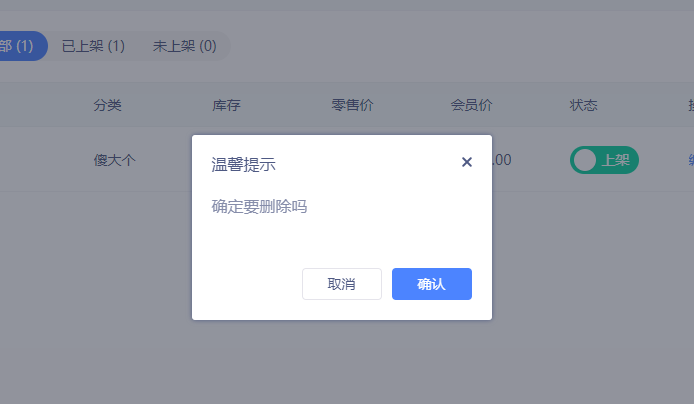 部 (1) 已上架 (1) 未上架 (0)
分类 库存 零售价 会员价 状态
傻大个 .00 上架
温馨提示
确定要删除吗
取消 确认